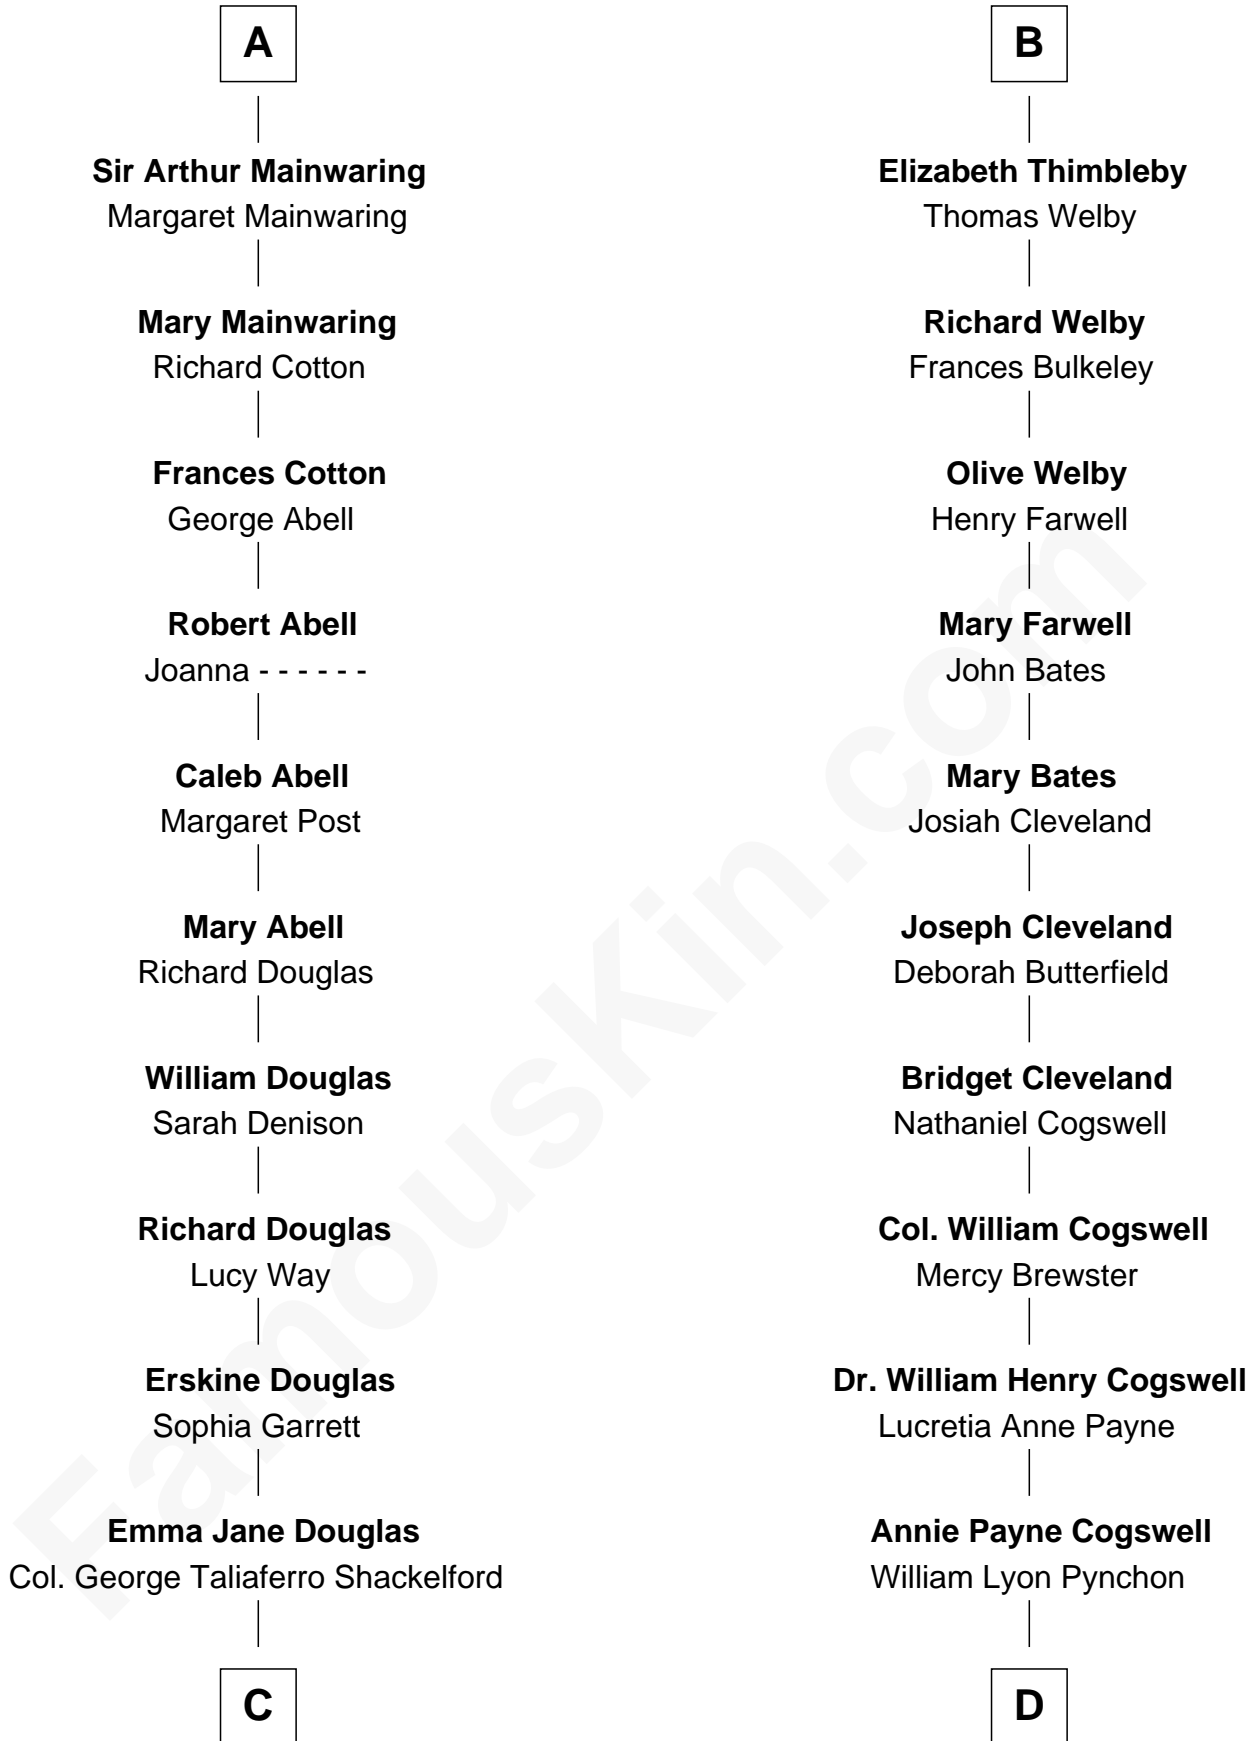 A
Sir Arthur Mainwaring
Margaret Mainwaring
Mary Mainwaring
Richard Cotton
Frances Cotton
George Abell
Robert Abell
Joanna - - - - - -
Caleb Abell
Margaret Post
Mary Abell
Richard Douglas
William Douglas
Sarah Denison
Richard Douglas
Lucy Way
Erskine Douglas
Sophia Garrett
Emma Jane Douglas
Col. George Taliaferro Shackelford
C
B
Elizabeth Thimbleby
Thomas Welby
Richard Welby
Frances Bulkeley
Olive Welby
Henry Farwell
Mary Farwell
John Bates
Mary Bates
Josiah Cleveland
Joseph Cleveland
Deborah Butterfield
Bridget Cleveland
Nathaniel Cogswell
Col. William Cogswell
Mercy Brewster
Dr. William Henry Cogswell
Lucretia Anne Payne
Annie Payne Cogswell
William Lyon Pynchon
D
FamousKin.com